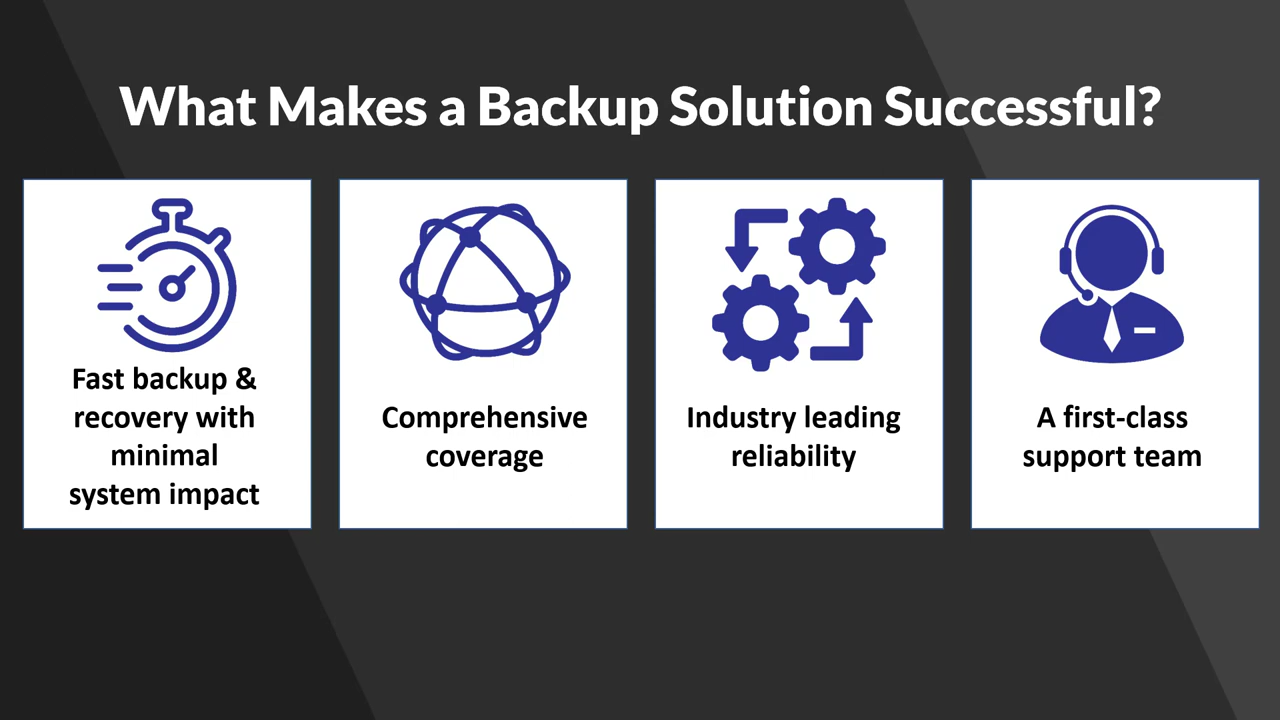 What Makes a Backup Solution Successful?
Fast backup &
recovery with
minimal
system impact
Comprehensive
coverage
Industry leading
reliability
A first-class
support team